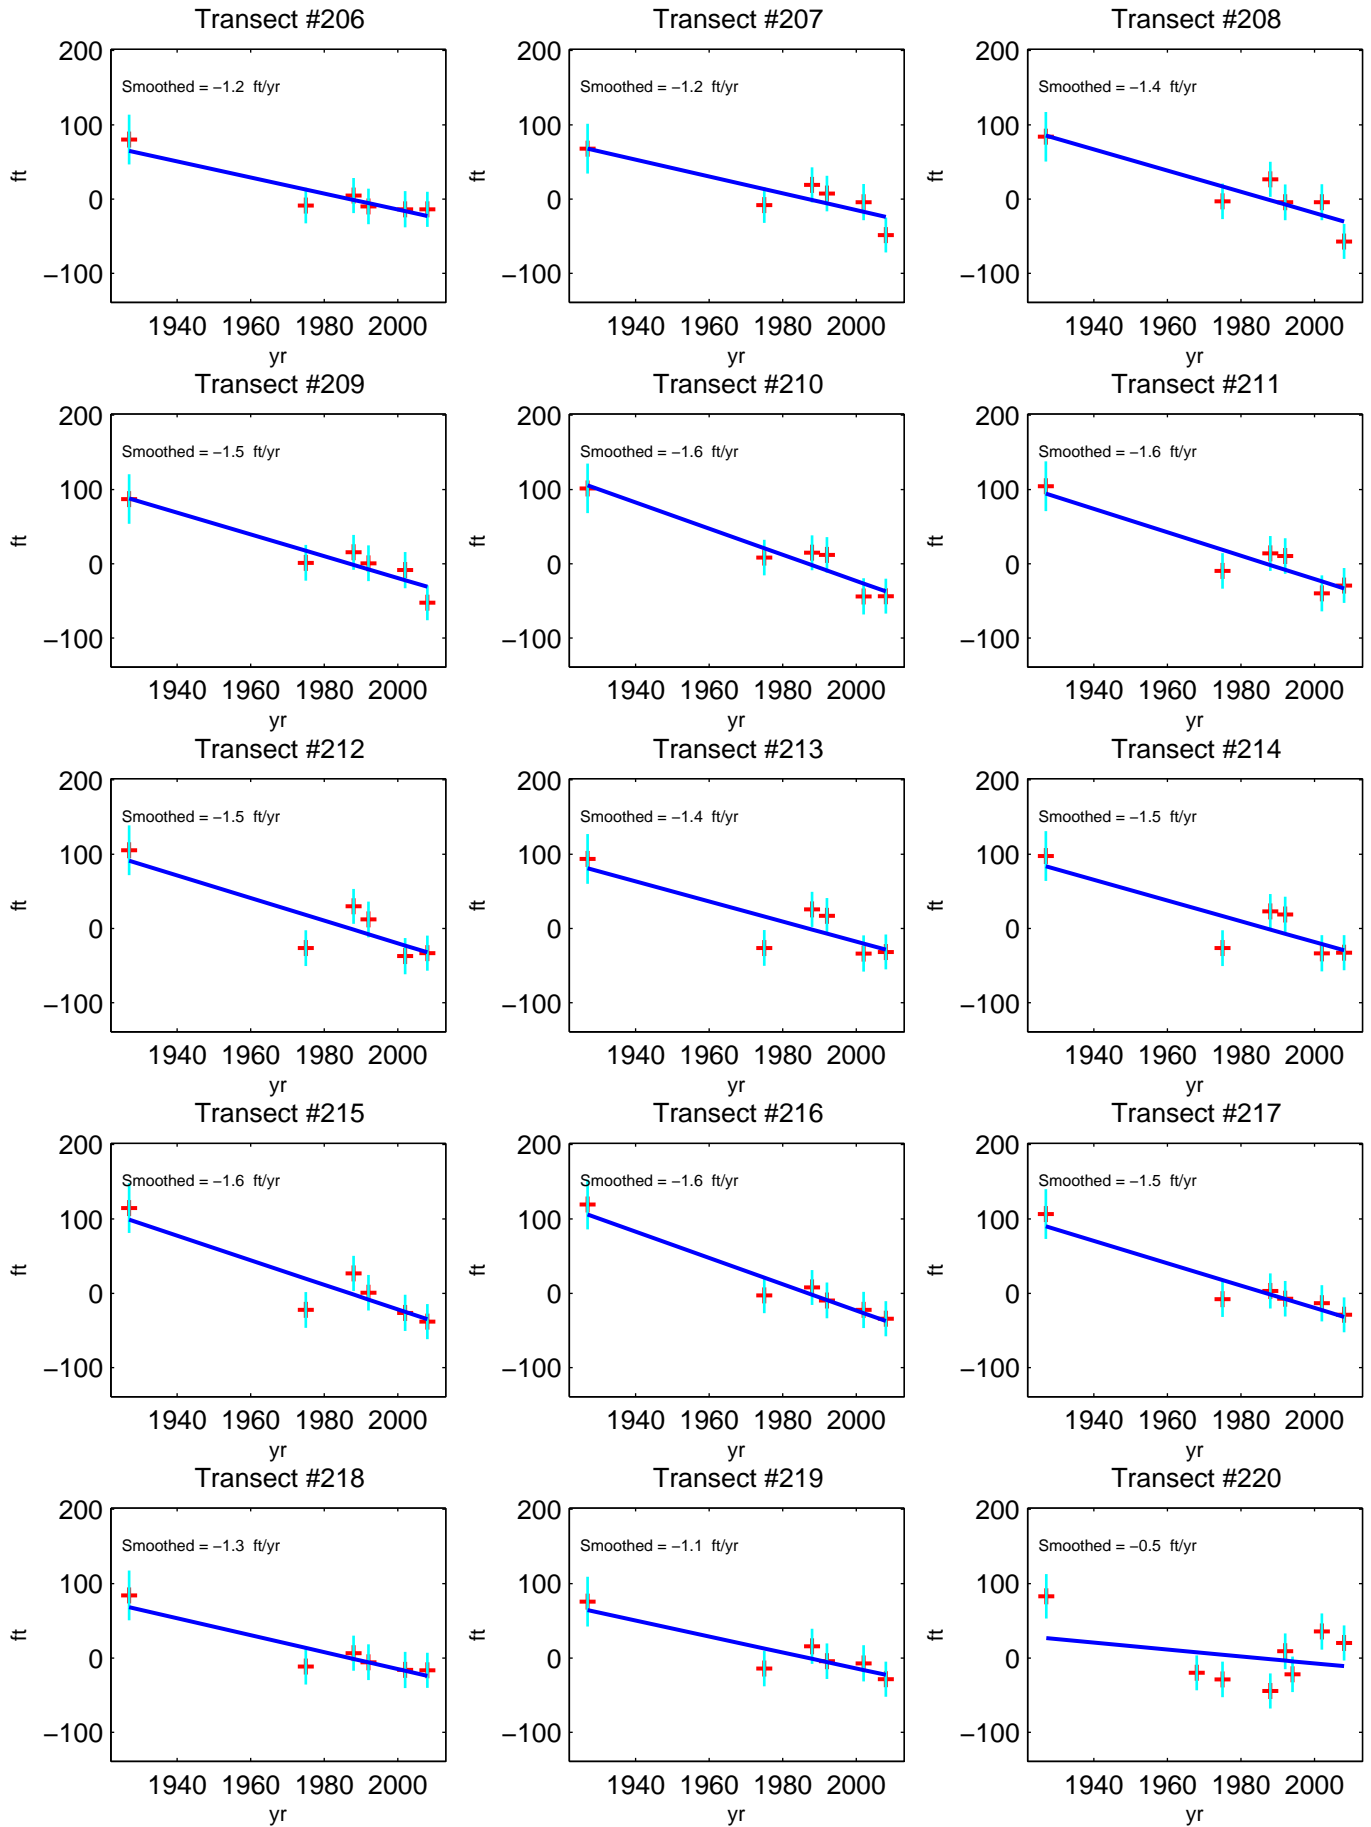 Transect #206 Transect #207 Transect #208
200 200 200
Smoothed = −1.2 ft/yr Smoothed = −1.2 ft/yr Smoothed = −1.4 ft/yr
100 100 100
ft ft ft
0 0 0
−100 −100 −100
1940 1960 1980 2000 1940 1960 1980 2000 1940 1960 1980 2000
yr yr yr
Transect #209 Transect #210 Transect #211
200 200 200
Smoothed = −1.5 ft/yr Smoothed = −1.6 ft/yr Smoothed = −1.6 ft/yr
100 100 100
ft ft ft
0 0 0
−100 −100 −100
1940 1960 1980 2000 1940 1960 1980 2000 1940 1960 1980 2000
yr yr yr
Transect #212 Transect #213 Transect #214
200 200 200
Smoothed = −1.5 ft/yr Smoothed = −1.4 ft/yr Smoothed = −1.5 ft/yr
100 100 100
ft ft ft
0 0 0
−100 −100 −100
1940 1960 1980 2000 1940 1960 1980 2000 1940 1960 1980 2000
yr yr yr
Transect #215 Transect #216 Transect #217
200 200 200
Smoothed = −1.6 ft/yr Smoothed = −1.6 ft/yr Smoothed = −1.5 ft/yr
100 100 100
ft ft ft
0 0 0
−100 −100 −100
1940 1960 1980 2000 1940 1960 1980 2000 1940 1960 1980 2000
yr yr yr
Transect #218 Transect #219 Transect #220
200 200 200
Smoothed = −1.3 ft/yr Smoothed = −1.1 ft/yr Smoothed = −0.5 ft/yr
100 100 100
ft ft ft
0 0 0
−100 −100 −100
1940 1960 1980 2000 1940 1960 1980 2000 1940 1960 1980 2000
yr yr yr